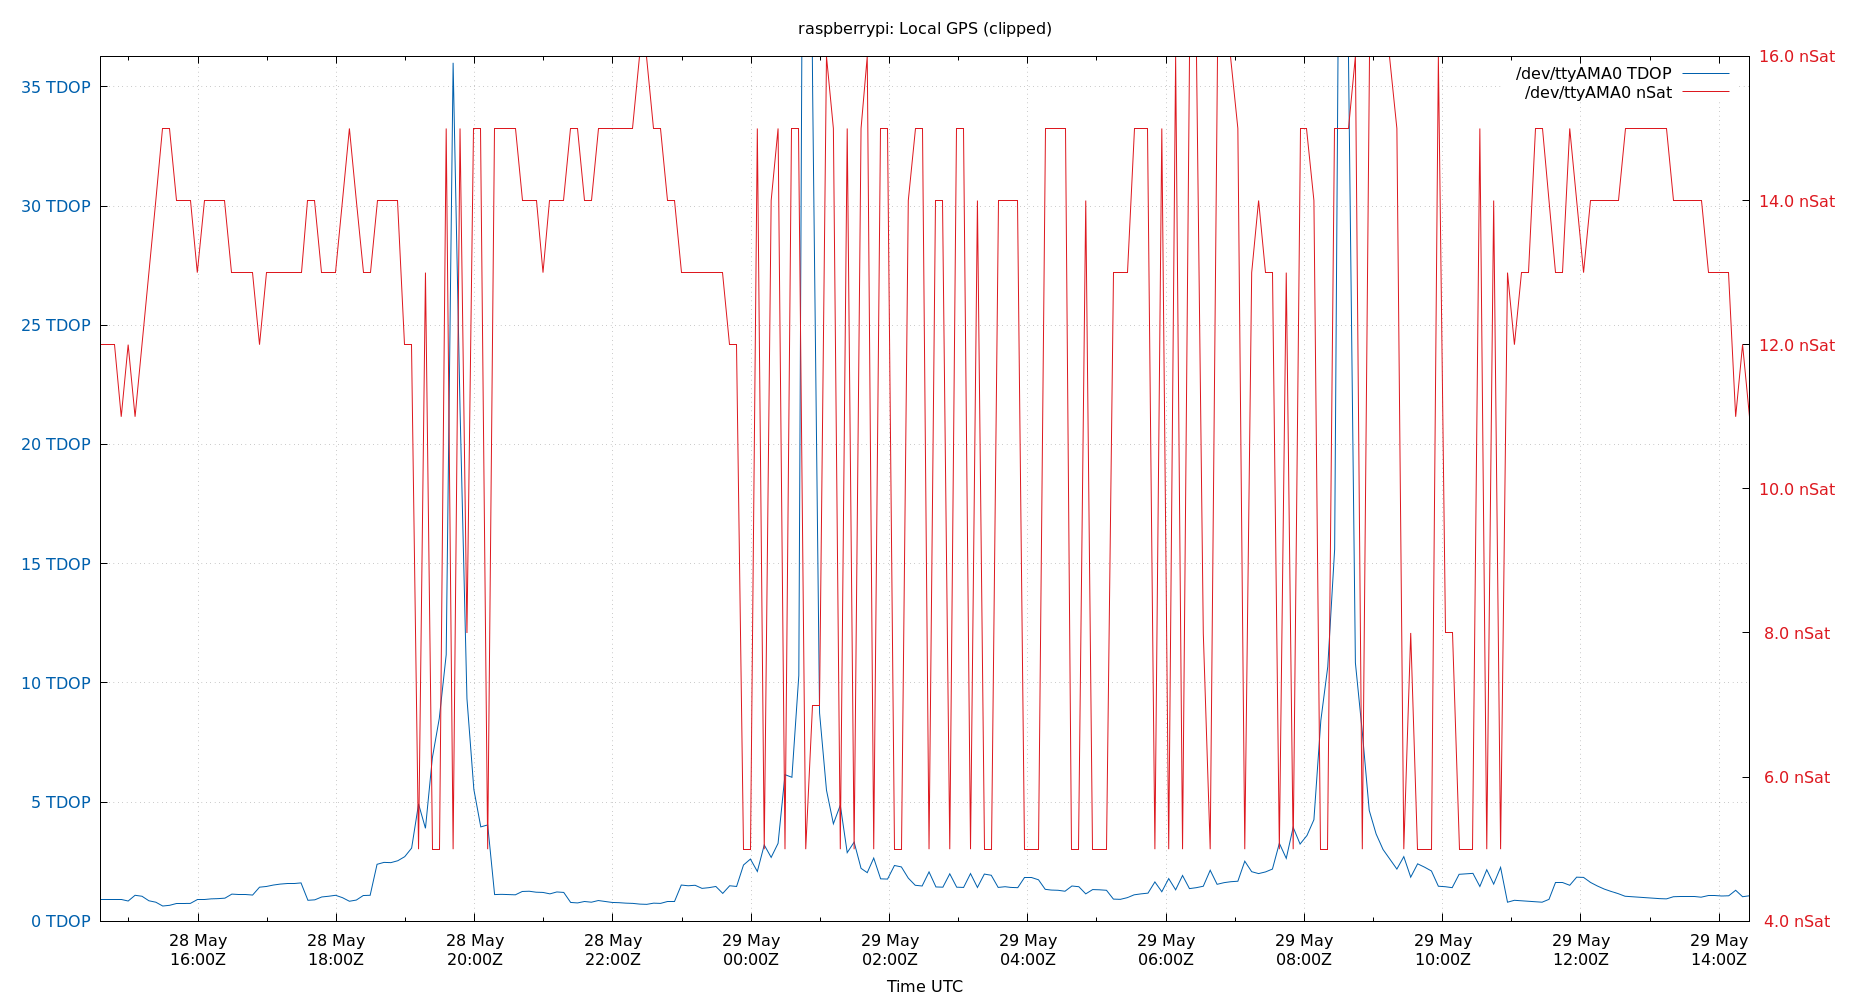 raspberrypi: Local GPS (clipped)
/dev/ttyAMA0 TDOP
/dev/ttyAMA0 nSat
35 TDOP
30 TDOP
25 TDOP
20 TDOP
15 TDOP
10 TDOP
5 TDOP
0 TDOP
16.0 nSat
14.0 nSat
12.0 nSat
10.0 nSat
8.0 nSat
6.0 nSat
4.0 nSat
28 May 28 May 28 May 28 May 29 May 29 May 29 May 29 May 29 May 29 May 29 May 29 May
16:00Z 18:00Z 20:00Z 22:00Z 00:00Z 02:00Z 04:00Z 06:00Z 08:00Z 10:00Z 12:00Z 14:00Z
Time UTC